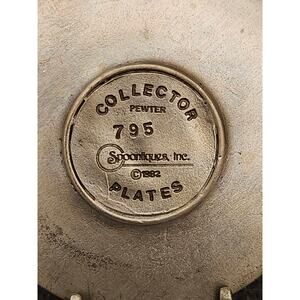 COLLECTOR
PEWTER
795
Spoontiques, Inc.
©1982
PLATES